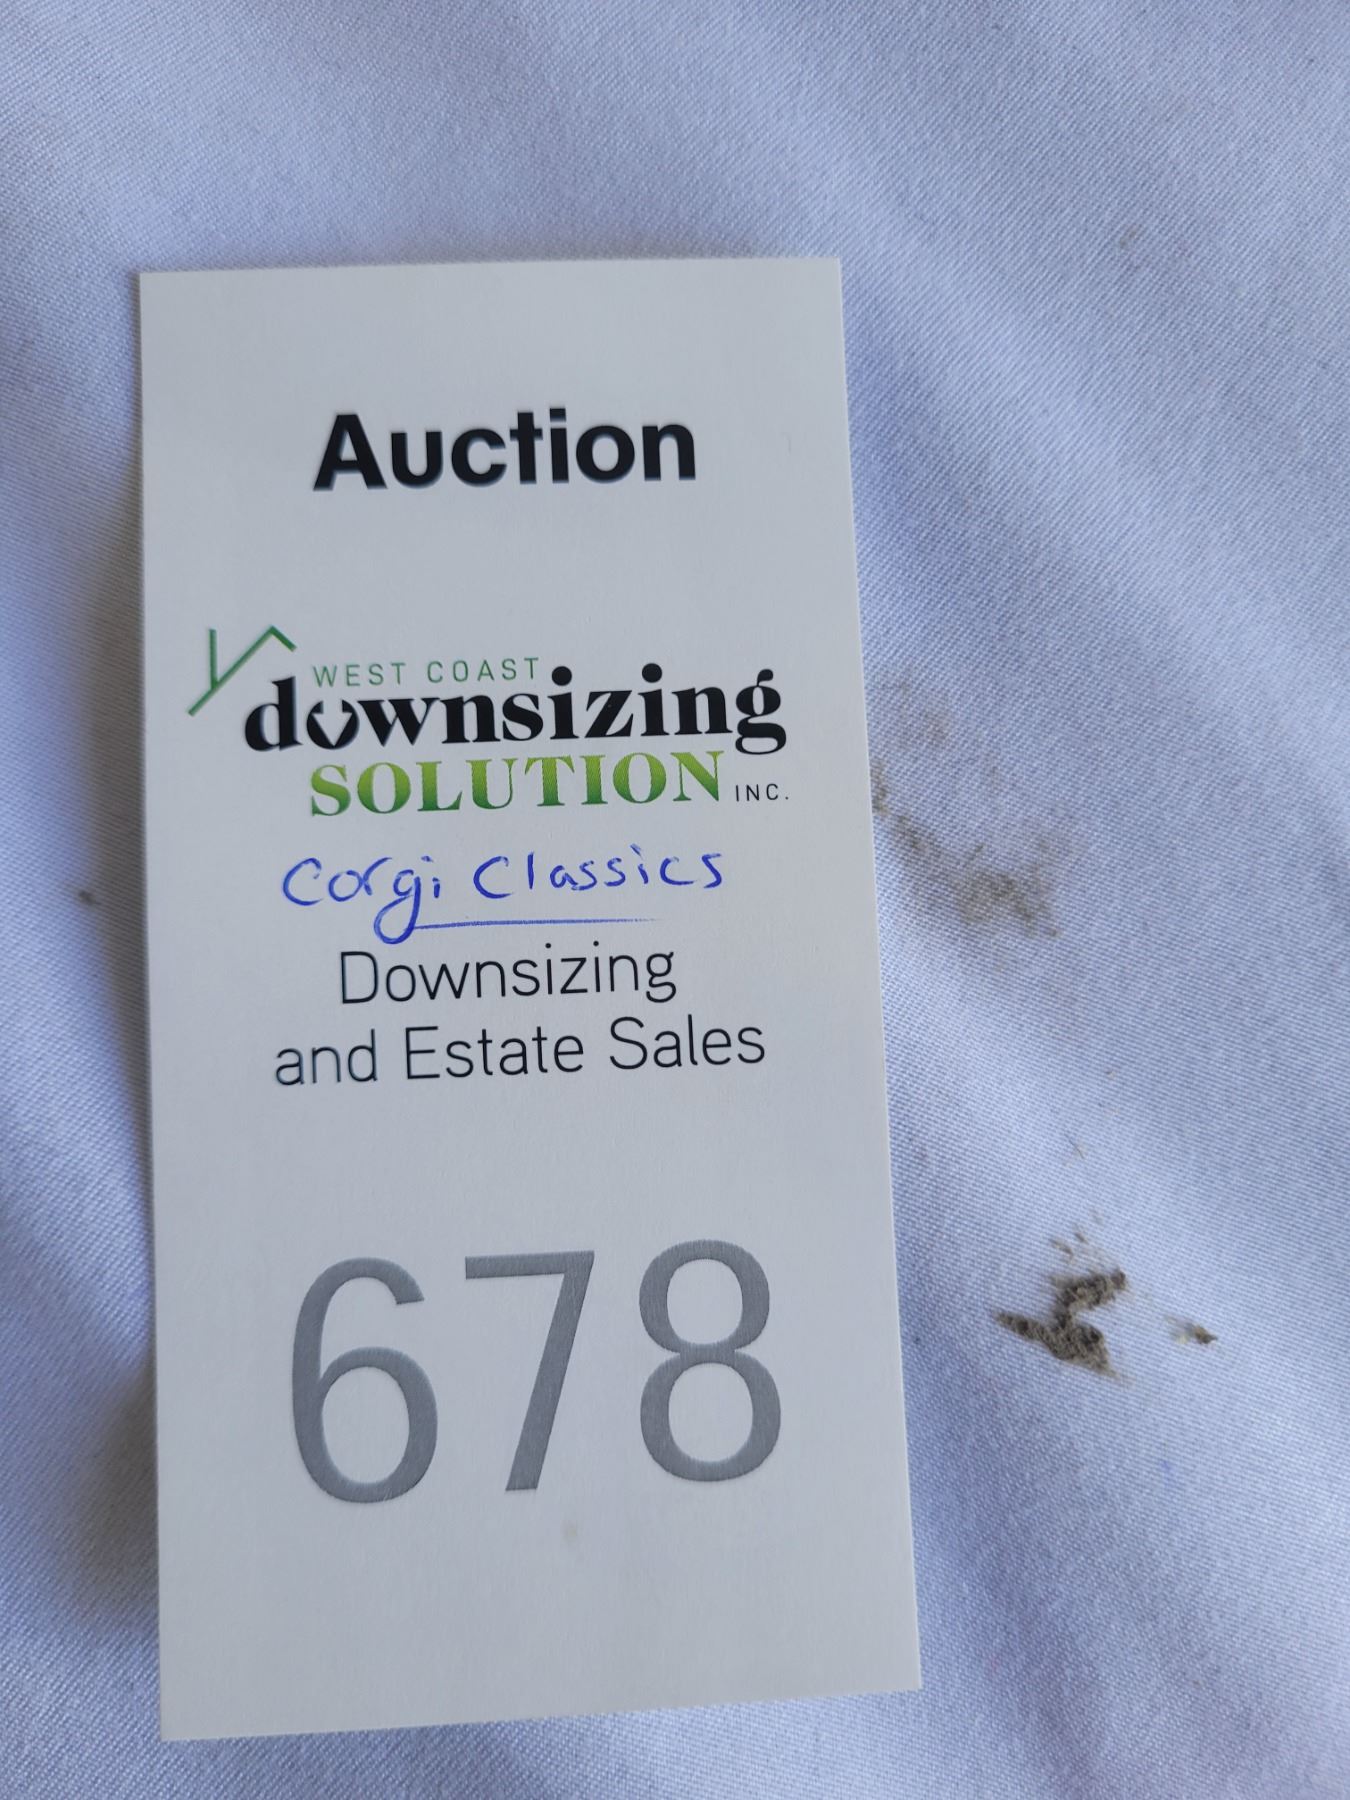 Auction
WEST COAST
downsizing
SOLUTION INC.
Corgi Classics
Downsizing
and Estate Sales
678